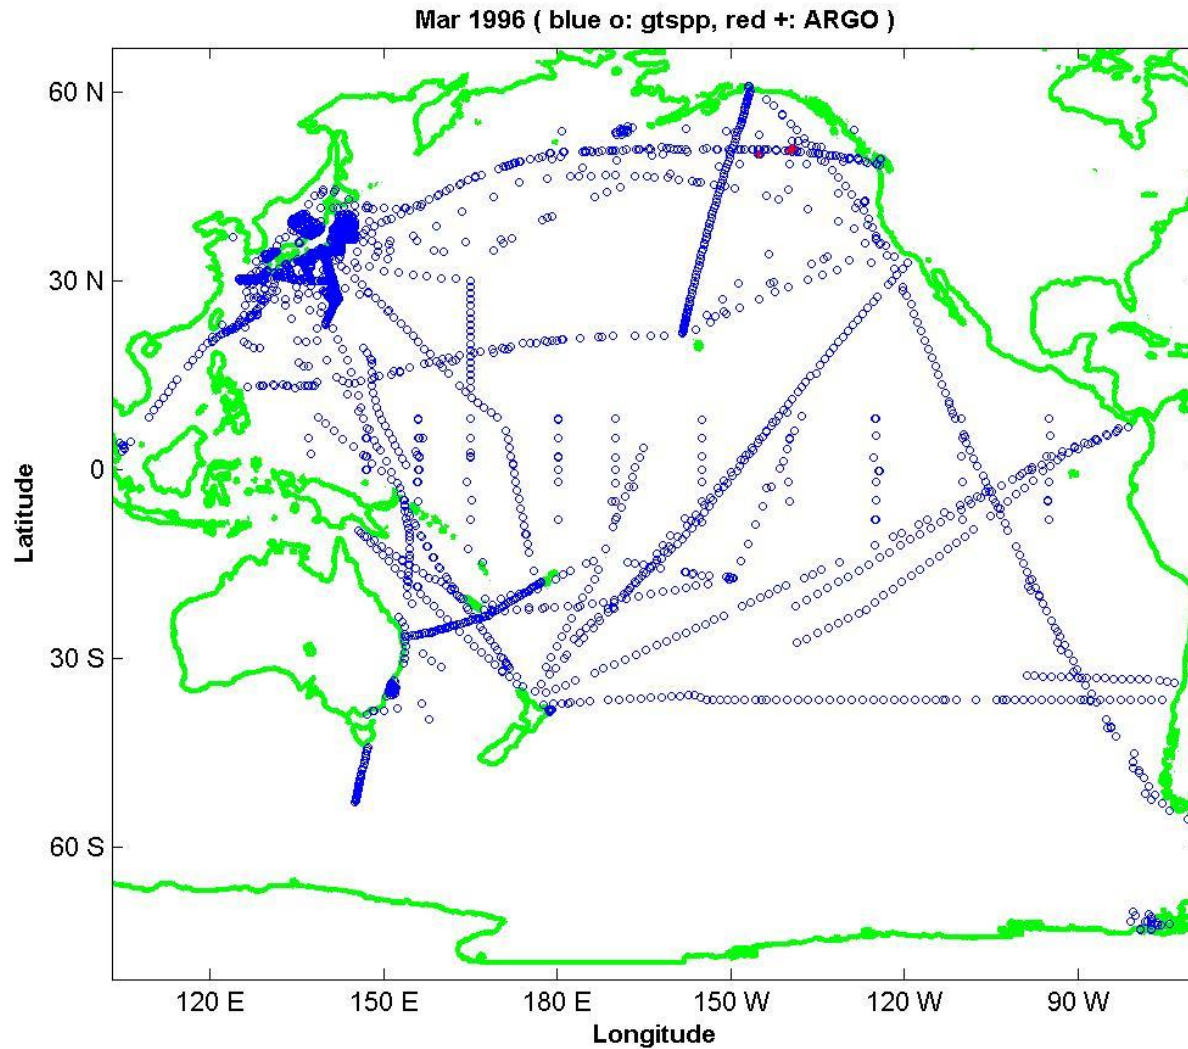 Mar 1996 ( blue o: gtspp, red +: ARGO )
60 N
30 N
0
30 S
60 S
Latitude
120 E 150 E 180 E 150 W 120 W 90 W
Longitude